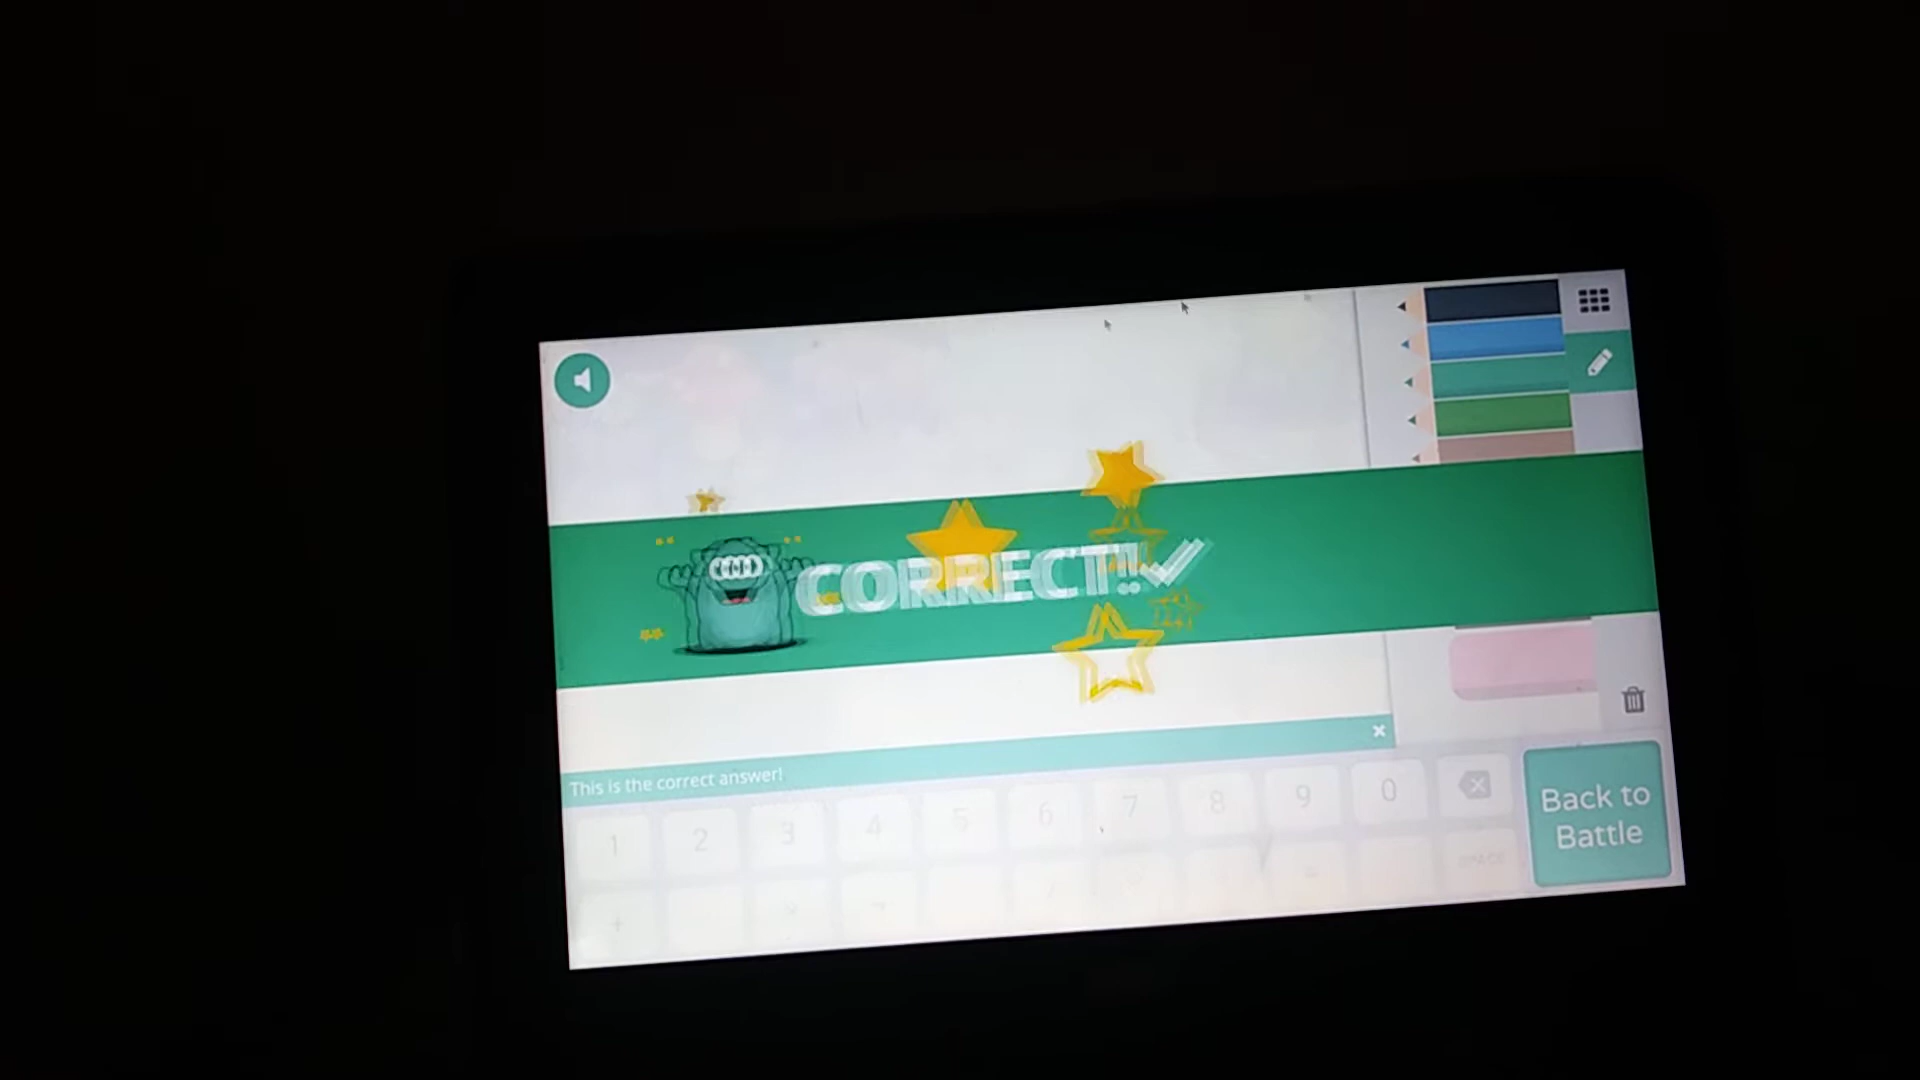 CORRECT!
This is the correct answer!
1 2 3 4 5 6 7 8 9 0
Back to
Battle
+
SPACE